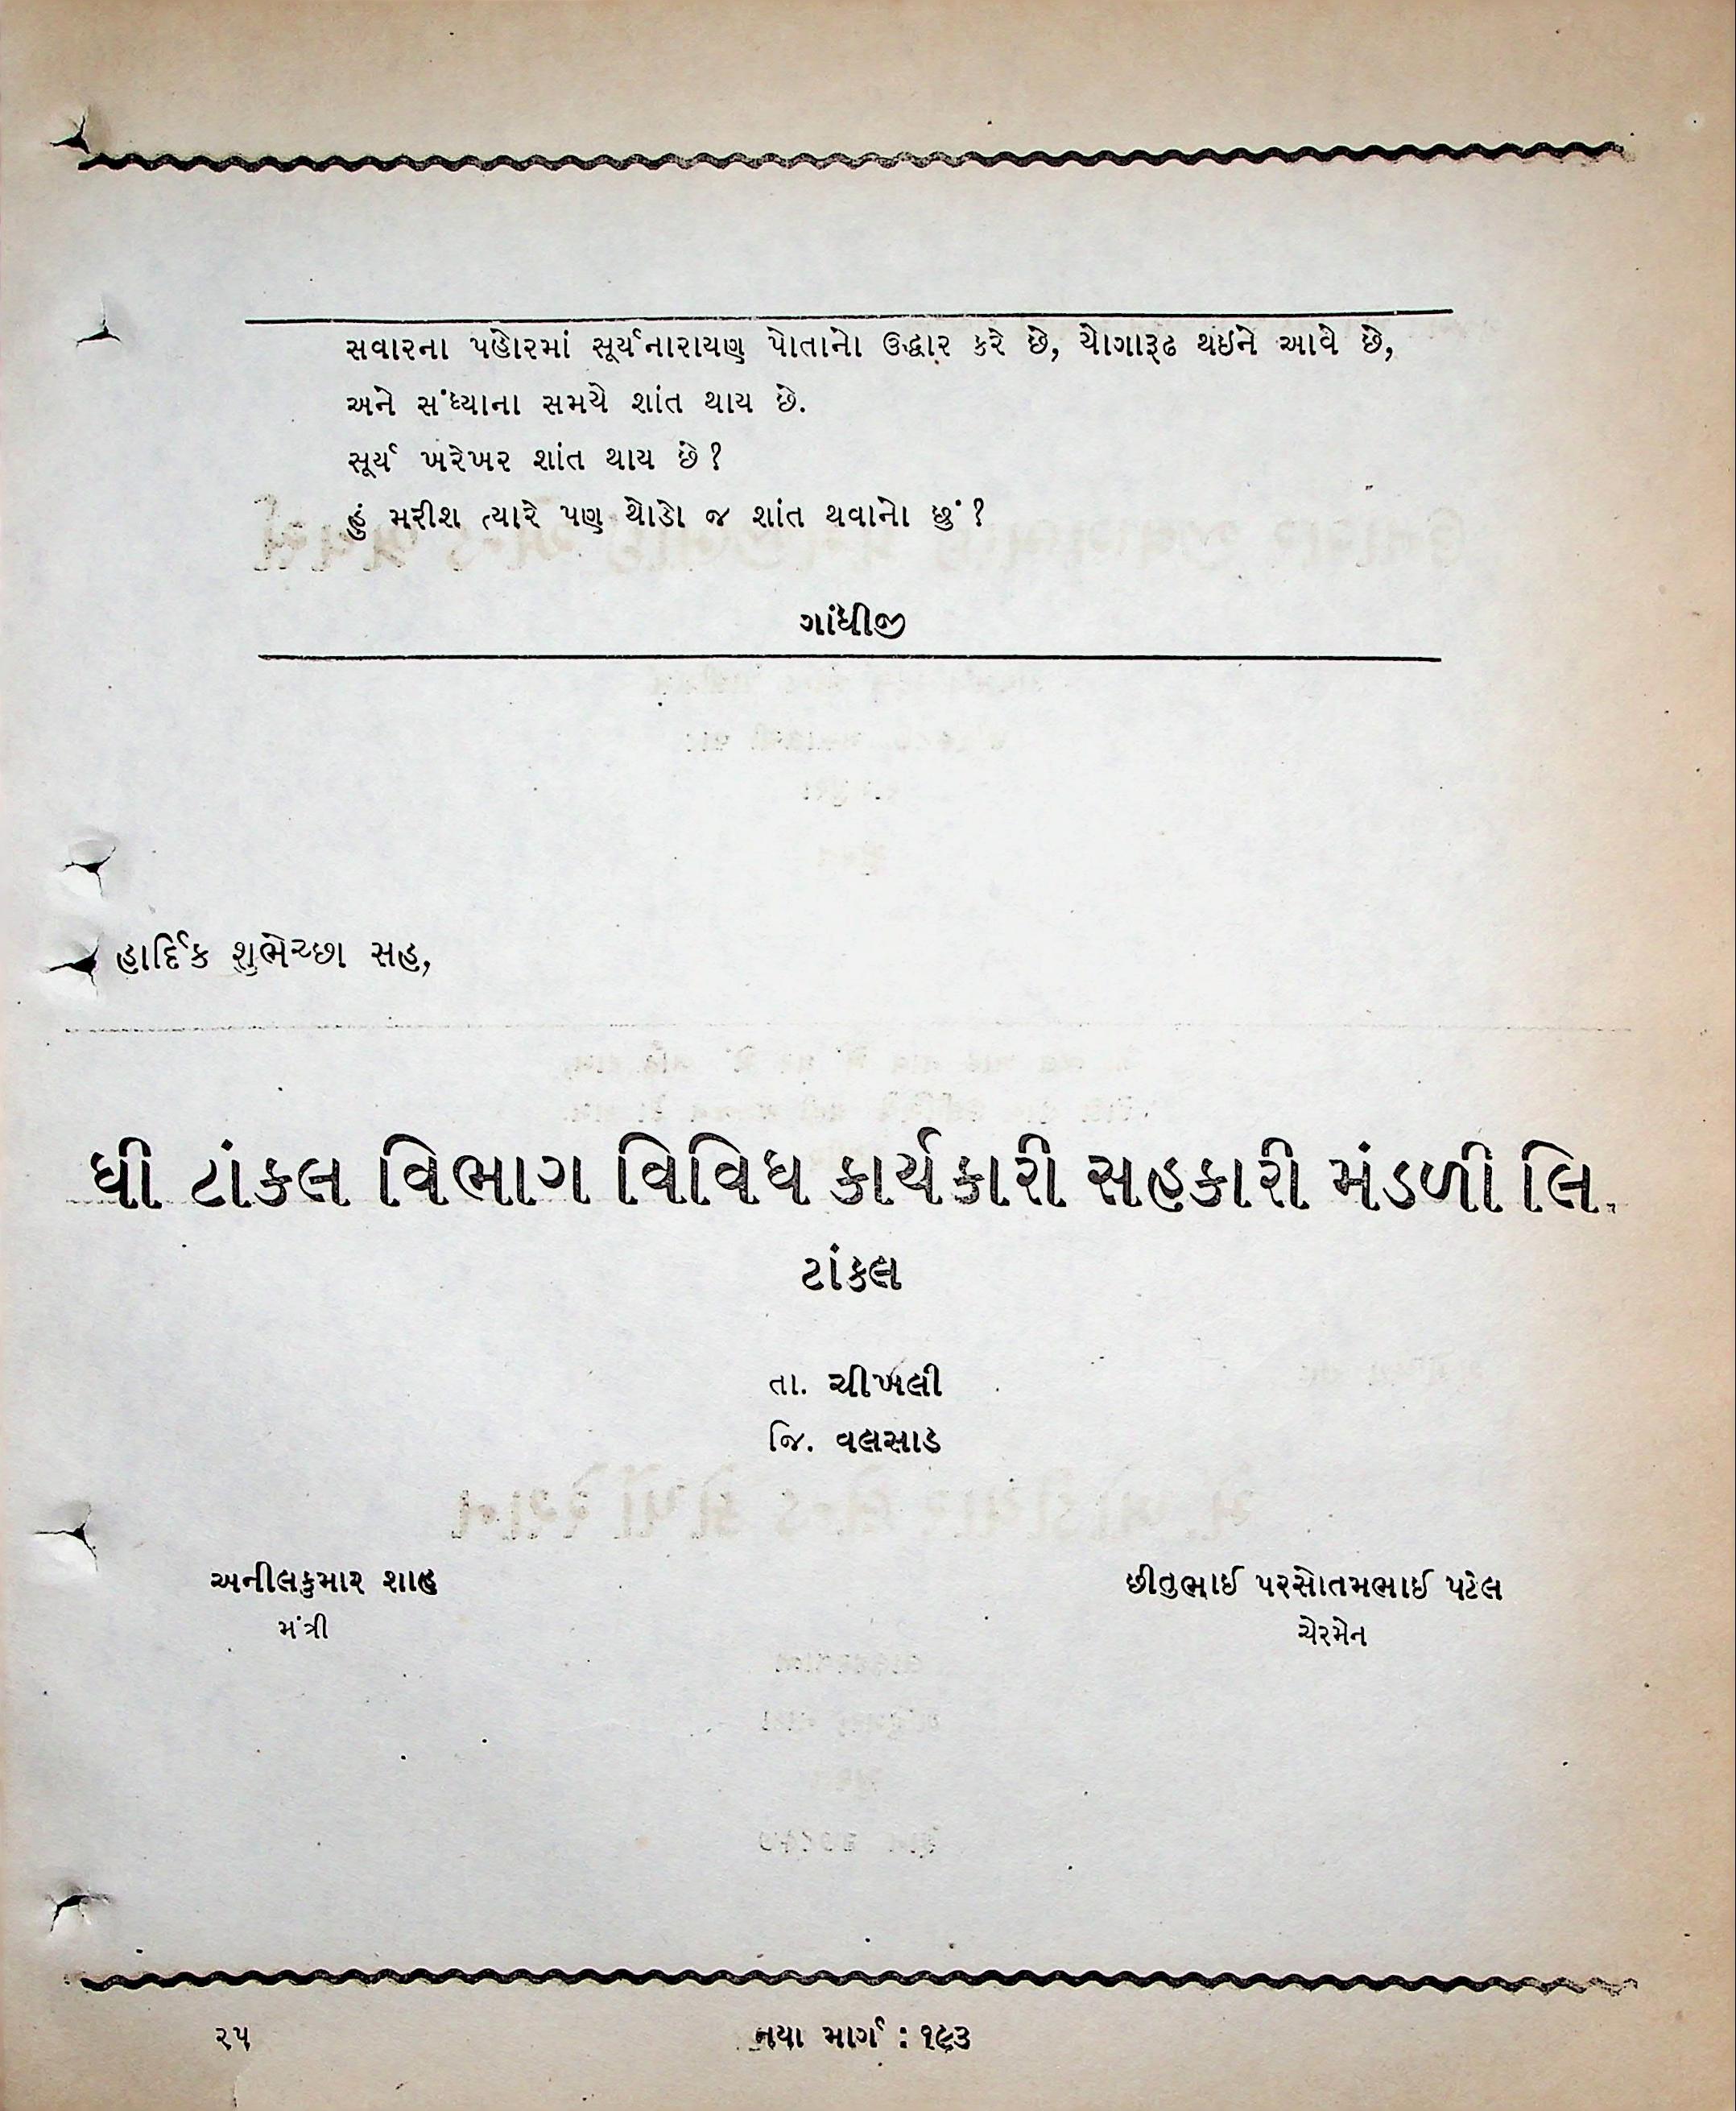 સવારના પહોરમાં સૂર્યનારાયણ પોતાનો ઉદ્ધાર કરે છે, યોગારૂઢ થઈને આવે છે,
અને સંધ્યાના સમયે શાંત થાય છે.
સૂર્ય ખરેખર શાંત થાય છે?
હું મરીશ ત્યારે પણ થોડો જ શાંત થવાનો છું?
ગાંધીજી
હાર્દિક શુભેચ્છા સહ,
ધી ટાંકલ વિભાગ વિવિધ કાર્યકારી સહકારી મંડળી લિ.
ટાંકલ
તા. ચીખલી
જિ. વલસાડ
અનીલકુમાર શાહ
મંત્રી
છીતુભાઈ પરસોતમભાઈ પટેલ
ચેરમેન
૨૫
નયા માર્ગ : ૧૯૩